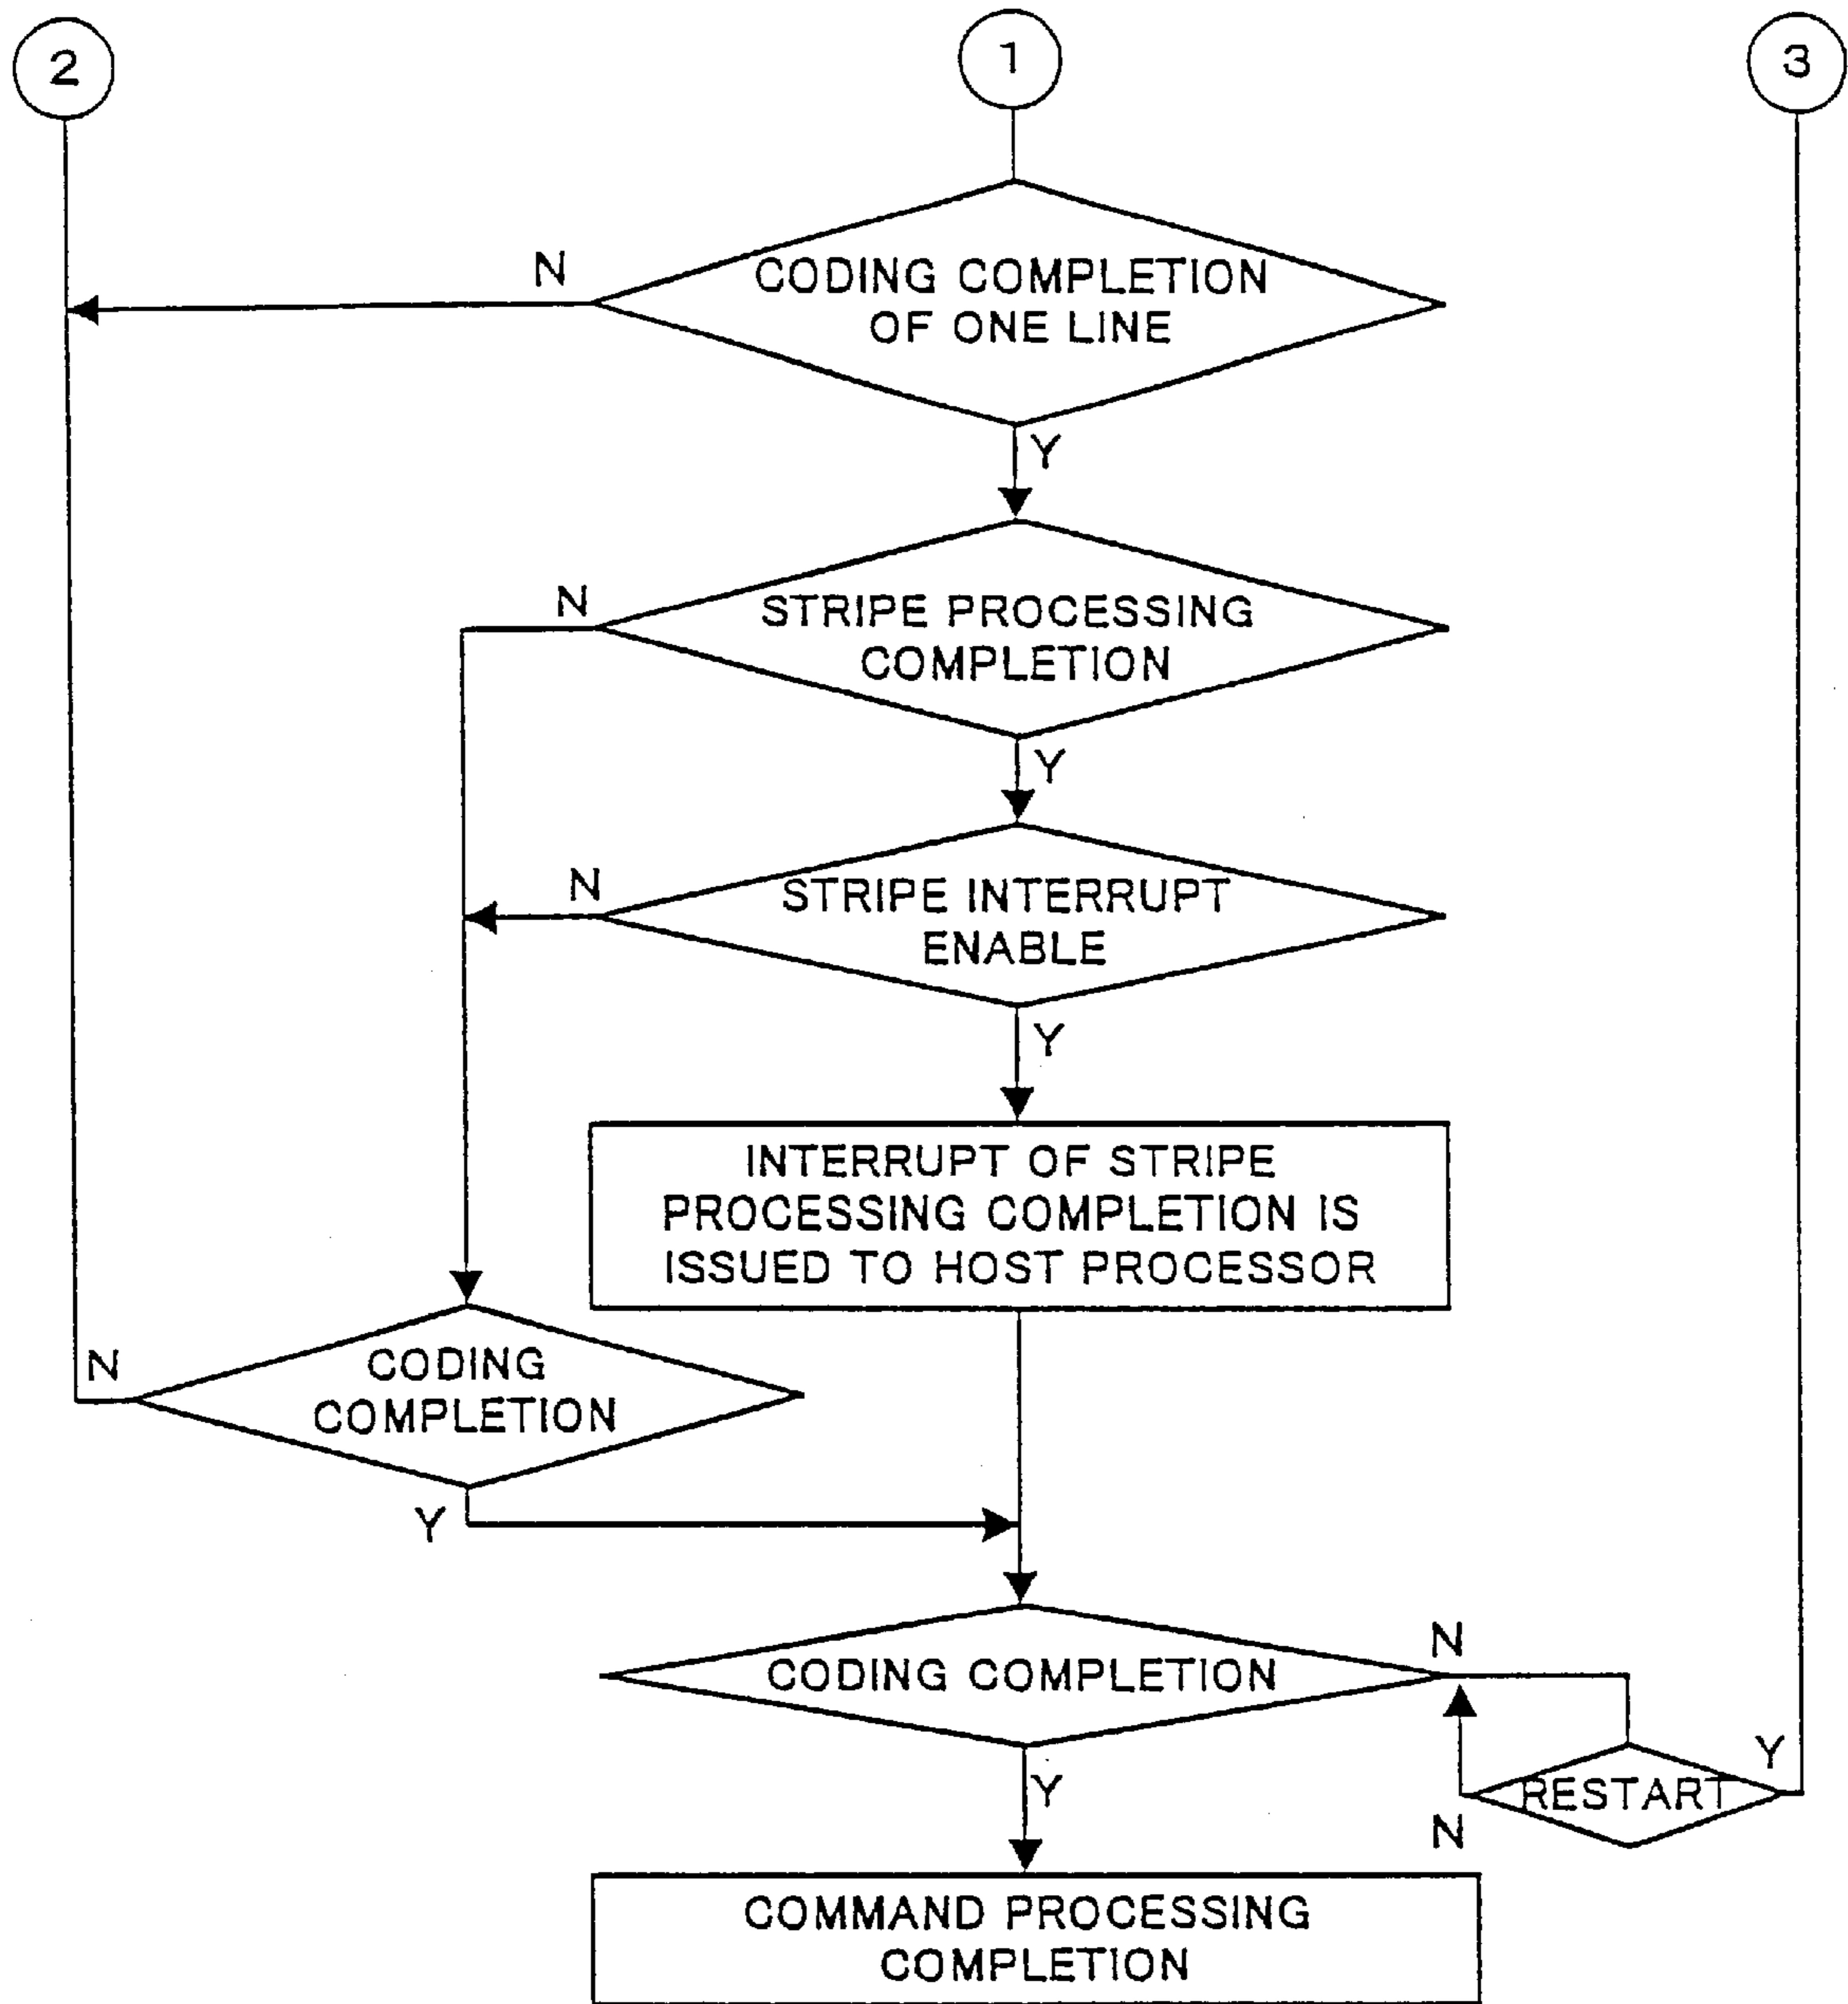 2
1
3
N
CODING COMPLETION
OF ONE LINE
Y
N
STRIPE PROCESSING
COMPLETION
Y
N
STRIPE INTERRUPT
ENABLE
Y
INTERRUPT OF STRIPE
PROCESSING COMPLETION IS
ISSUED TO HOST PROCESSOR
N
CODING
COMPLETION
Y
N
CODING COMPLETION
Y
Y
RESTART
N
COMMAND PROCESSING
COMPLETION